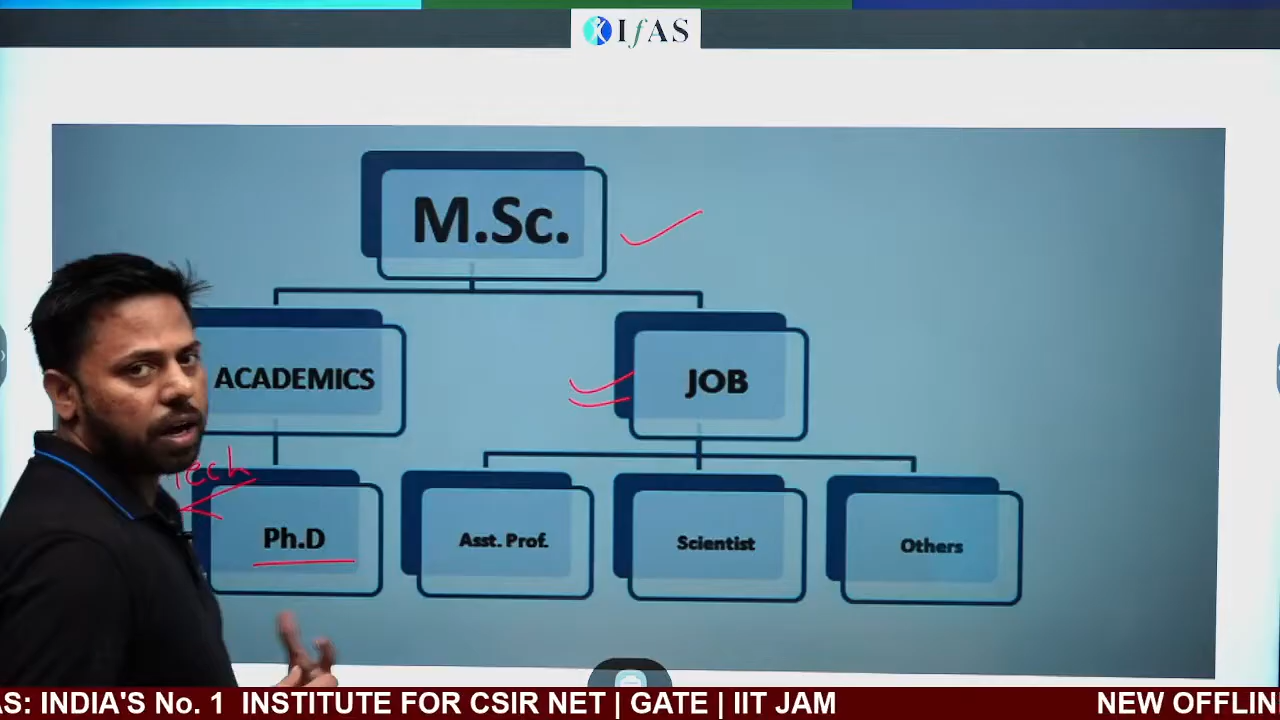 IfAS
M.Sc.
ACADEMICS
JOB
Tech
Ph.D
Asst. Prof.
Scientist
Others
AS: INDIA'S No. 1 INSTITUTE FOR CSIR NET | GATE | IIT JAM
NEW OFFLIN